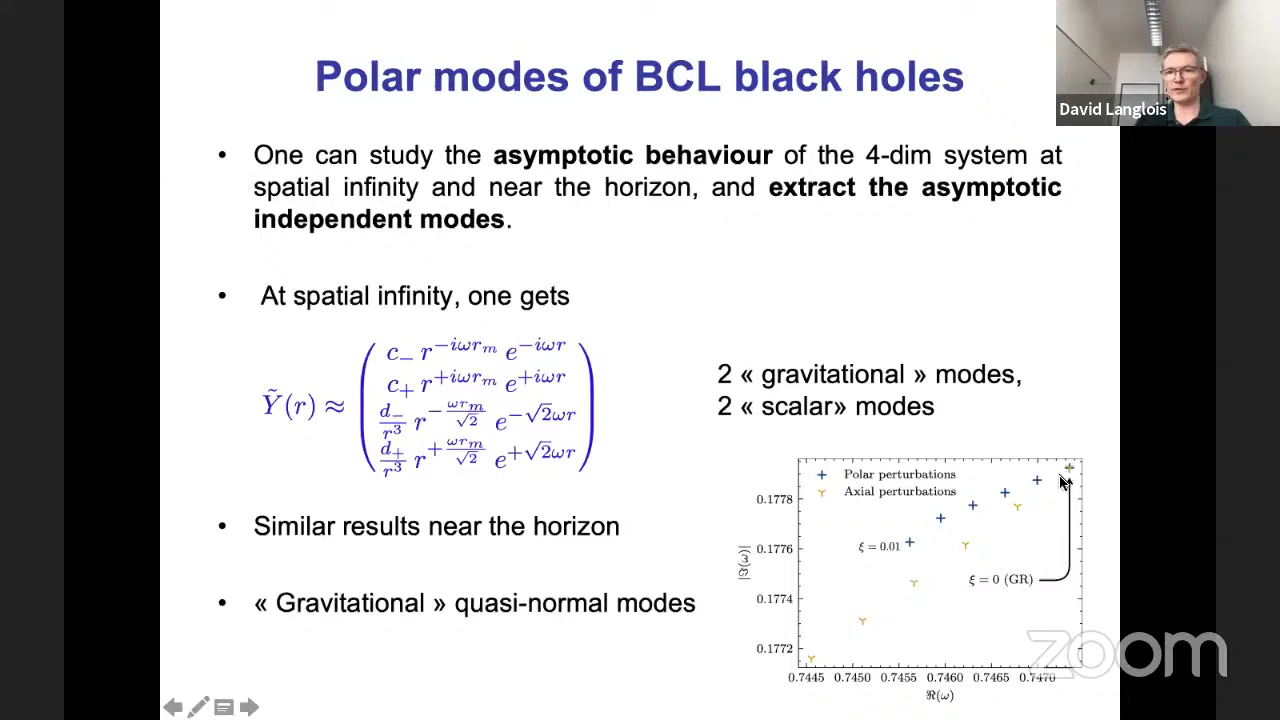 Polar modes of BCL black holes
David Langlois
• One can study the asymptotic behaviour of the 4-dim system at
spatial infinity and near the horizon, and extract the asymptotic
independent modes.
• At spatial infinity, one gets
Ỹ(r) ≈ ( c₋ r^{−iωr_m} e^{−iωr}
c₊ r^{+iωr_m} e^{+iωr}
d₋/r³ r^{−ωr_m/√2} e^{−√2ωr}
d₊/r³ r^{+ωr_m/√2} e^{+√2ωr} )
2 « gravitational » modes,
2 « scalar» modes
Polar perturbations
Axial perturbations
0.1778
0.1776
0.1774
0.1772
|ℑ(ω)|
ξ = 0.01
ξ = 0 (GR)
0.7445 0.7450 0.7455 0.7460 0.7465 0.7470
ℜ(ω)
• Similar results near the horizon
• « Gravitational » quasi-normal modes
zoom